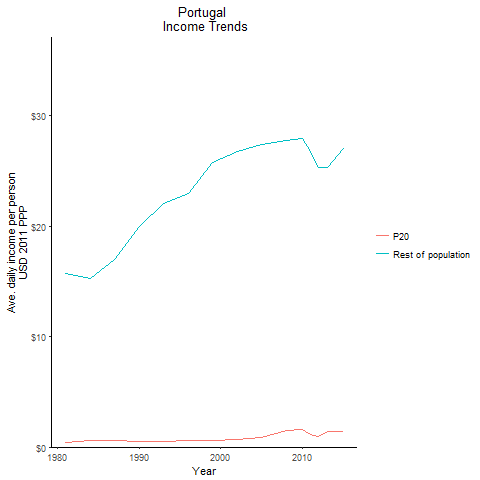 Portugal
Income Trends
Ave. daily income per person
USD 2011 PPP
$30
$20
$10
$0
1980
1990
2000
2010
Year
P20
Rest of population